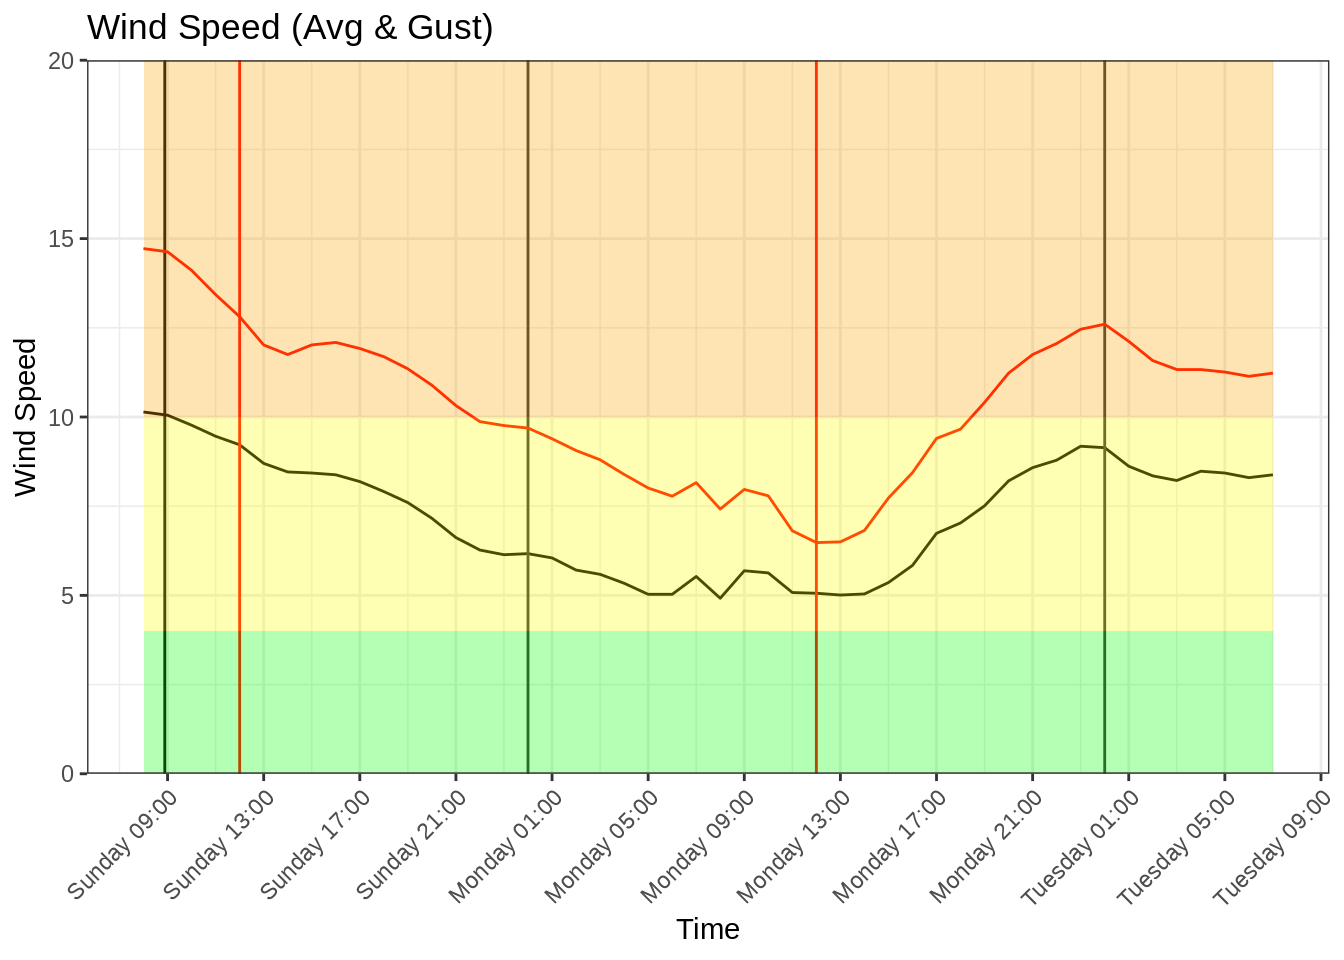 Wind Speed (Avg & Gust)
20
15
10
5
0
Wind Speed
Sunday 09:00
Sunday 13:00
Sunday 17:00
Sunday 21:00
Monday 01:00
Monday 05:00
Monday 09:00
Monday 13:00
Monday 17:00
Monday 21:00
Tuesday 01:00
Tuesday 05:00
Tuesday 09:00
Time